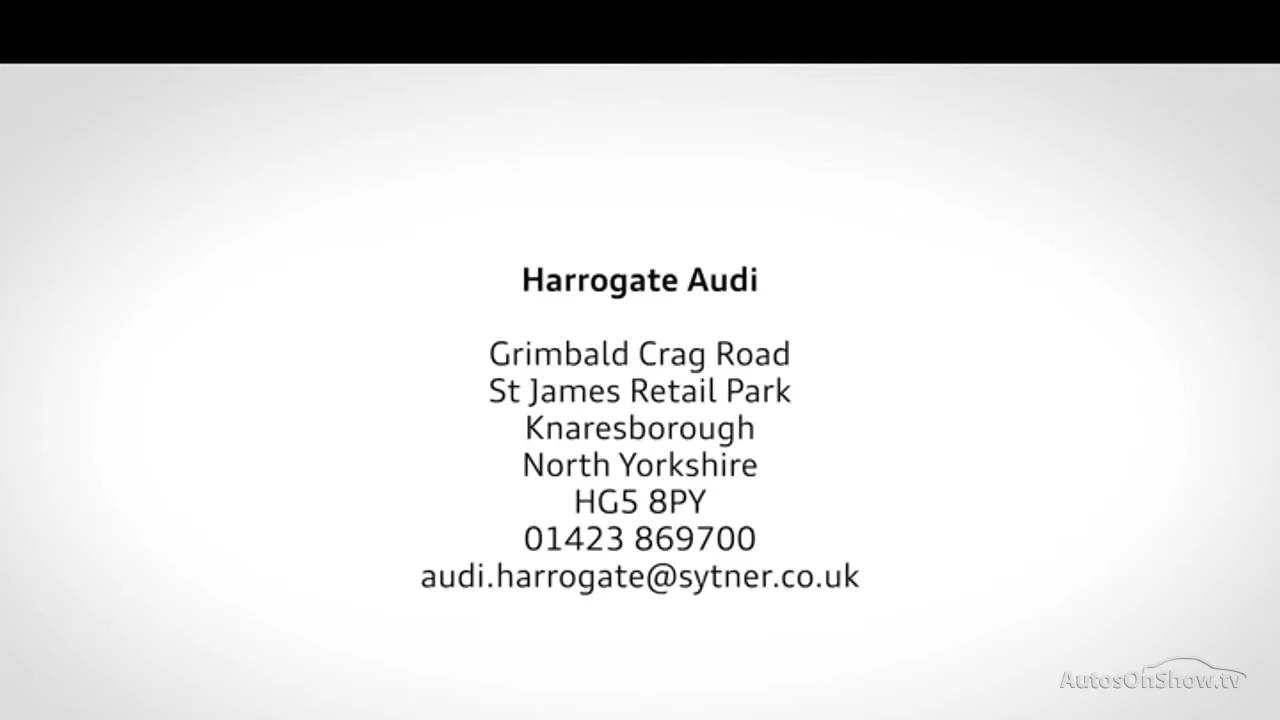 Harrogate Audi
Grimbald Crag Road
St James Retail Park
Knaresborough
North Yorkshire
HG5 8PY
01423 869700
audi.harrogate@sytner.co.uk
AutosOnShow.tv